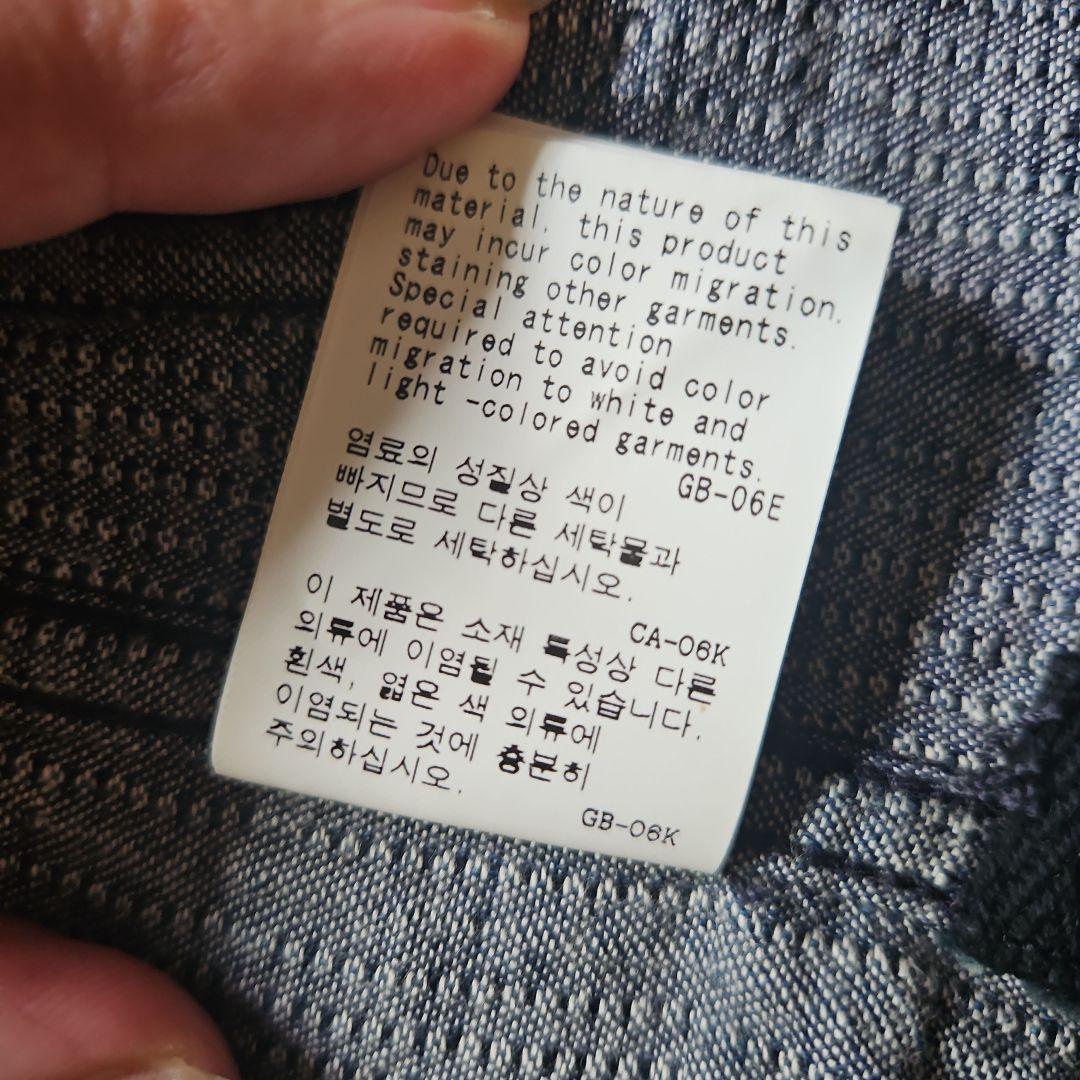 Due to the nature of this
material, this product
may incur color migration.
staining other garments.
Special attention
required to avoid color
migration to white and
light -colored garments.
GB-06E
염료의 성질상 색이
빠지므로 다른 세탁물과
별도로 세탁하십시오.
CA-06K
이 제품은 소재 특성상 다른
의류에 이염될 수 있습니다.
흰색, 엷은 색 의류에
이염되는 것에 충분히
주의하십시오.
GB-06K